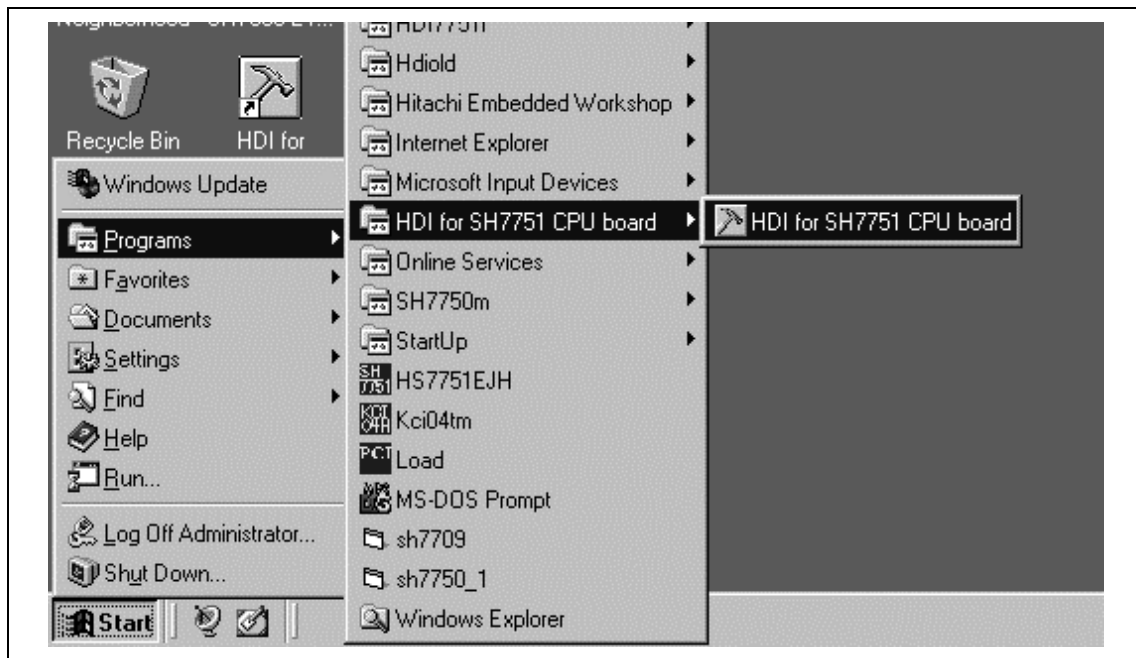 Recycle Bin
HDI for
Windows Update
Programs
Favorites
Documents
Settings
Find
Help
Run...
Log Off Administrator...
Shut Down...
Start
Hdiold
Hitachi Embedded Workshop
Internet Explorer
Microsoft Input Devices
HDI for SH7751 CPU board
Online Services
SH7750m
StartUp
HS7751EJH
Kci04tm
Load
MS-DOS Prompt
sh7709
sh7750_1
Windows Explorer
HDI for SH7751 CPU board